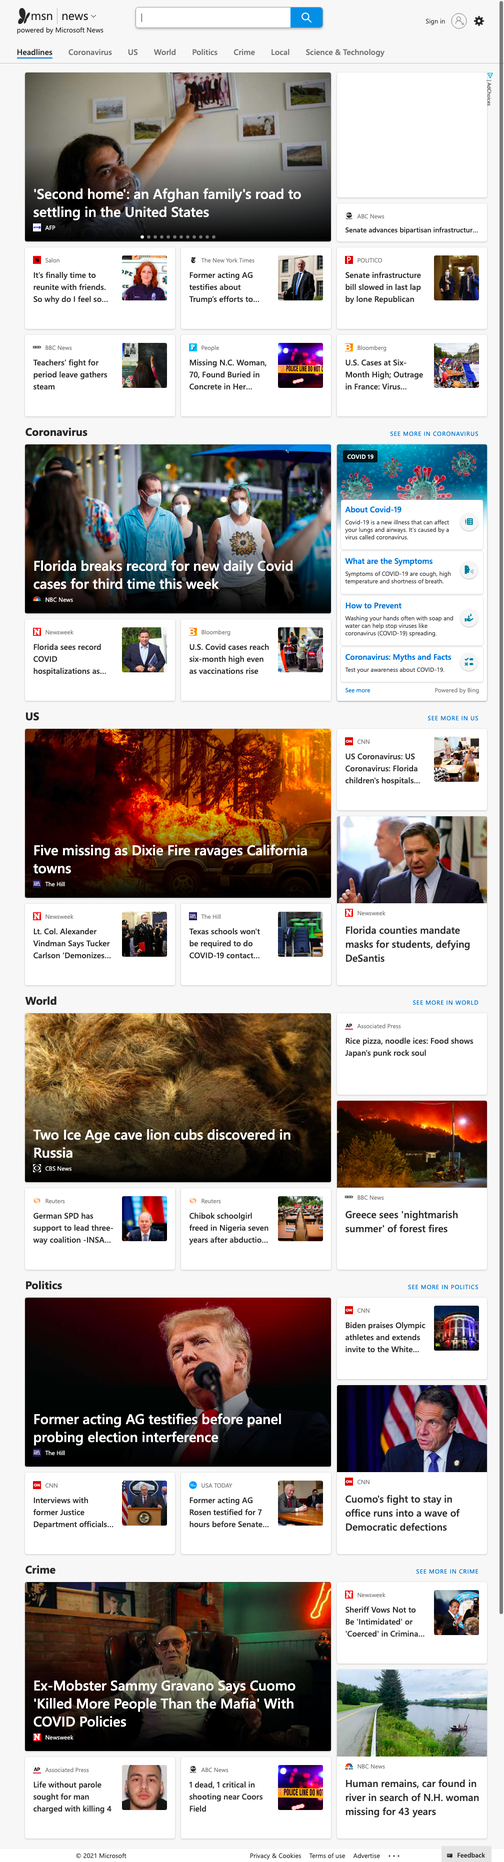 msn news
powered by Microsoft News
Sign in
Headlines Coronavirus US World Politics Crime Local Science & Technology
AdChoices
'Second home': an Afghan family's road to
settling in the United States
AFP
ABC News
Senate advances bipartisan infrastructur...
Salon
It's finally time to
reunite with friends.
So why do I feel so...
The New York Times
Former acting AG
testifies about
Trump's efforts to...
POLITICO
Senate infrastructure
bill slowed in last lap
by lone Republican
BBC News
Teachers' fight for
period leave gathers
steam
People
Missing N.C. Woman,
70, Found Buried in
Concrete in Her...
POLICE LINE DO NOT C
Bloomberg
U.S. Cases at Six-
Month High; Outrage
in France: Virus...
Coronavirus
SEE MORE IN CORONAVIRUS
Florida breaks record for new daily Covid
cases for third time this week
NBC News
COVID 19
About Covid-19
Covid-19 is a new illness that can affect
your lungs and airways. It's caused by a
virus called coronavirus.
What are the Symptoms
Symptoms of COVID-19 are cough, high
temperature and shortness of breath.
How to Prevent
Washing your hands often with soap and
water can help stop viruses like
coronavirus (COVID-19) spreading.
Coronavirus: Myths and Facts
Test your awareness about COVID-19.
See more
Powered by Bing
Newsweek
Florida sees record
COVID
hospitalizations as...
Bloomberg
U.S. Covid cases reach
six-month high even
as vaccinations rise
US
SEE MORE IN US
Five missing as Dixie Fire ravages California
towns
The Hill
CNN
US Coronavirus: US
Coronavirus: Florida
children's hospitals...
Newsweek
Florida counties mandate
masks for students, defying
DeSantis
Newsweek
Lt. Col. Alexander
Vindman Says Tucker
Carlson 'Demonizes...
The Hill
Texas schools won't
be required to do
COVID-19 contact...
World
SEE MORE IN WORLD
Two Ice Age cave lion cubs discovered in
Russia
CBS News
Associated Press
Rice pizza, noodle ices: Food shows
Japan's punk rock soul
BBC News
Greece sees 'nightmarish
summer' of forest fires
Reuters
German SPD has
support to lead three-
way coalition -INSA...
Reuters
Chibok schoolgirl
freed in Nigeria seven
years after abductio...
Politics
SEE MORE IN POLITICS
Former acting AG testifies before panel
probing election interference
The Hill
CNN
Biden praises Olympic
athletes and extends
invite to the White...
CNN
Cuomo's fight to stay in
office runs into a wave of
Democratic defections
CNN
Interviews with
former Justice
Department officials...
USA TODAY
Former acting AG
Rosen testified for 7
hours before Senate...
Crime
SEE MORE IN CRIME
Ex-Mobster Sammy Gravano Says Cuomo
'Killed More People Than the Mafia' With
COVID Policies
Newsweek
Newsweek
Sheriff Vows Not to
Be 'Intimidated' or
'Coerced' in Crimina...
NBC News
Human remains, car found in
river in search of N.H. woman
missing for 43 years
Associated Press
Life without parole
sought for man
charged with killing 4
ABC News
1 dead, 1 critical in
shooting near Coors
Field
POLICE LINE DO NOT
© 2021 Microsoft
Privacy & Cookies Terms of use Advertise
Feedback